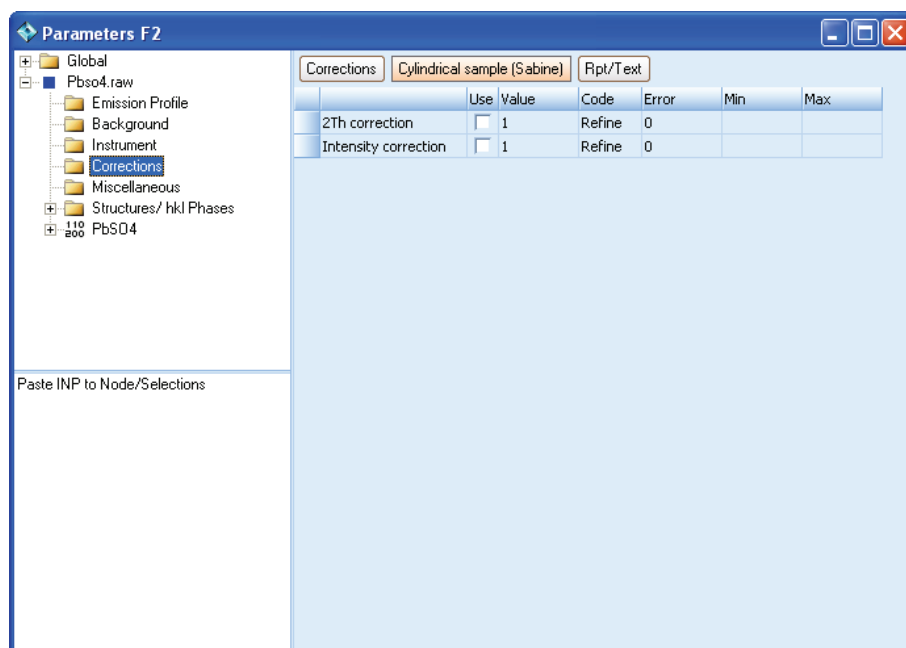 Parameters F2
Global
Pbso4.raw
Emission Profile
Background
Instrument
Corrections
Miscellaneous
Structures/ hkl Phases
110
200 PbSO4
Paste INP to Node/Selections
Corrections Cylindrical sample (Sabine) Rpt/Text
Use Value Code Error Min Max
2Th correction 1 Refine 0
Intensity correction 1 Refine 0